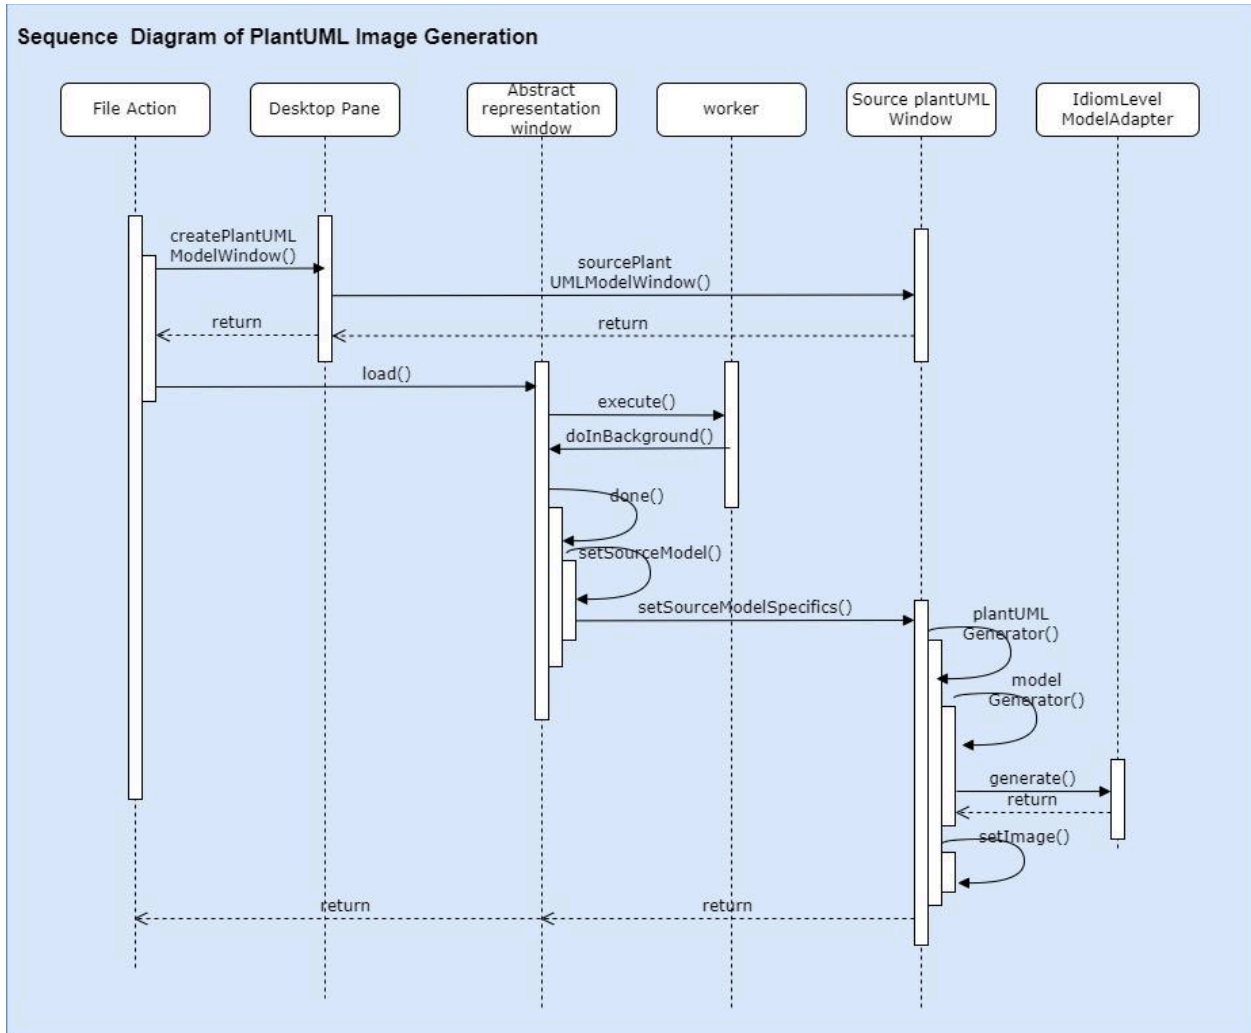 Sequence  Diagram of PlantUML Image Generation
File Action
Desktop Pane
Abstract
representation
window
worker
Source plantUML
Window
IdiomLevel
ModelAdapter
createPlantUML
ModelWindow()
sourcePlant
UMLModelWindow()
return
return
load()
execute()
doInBackground()
done()
setSourceModel()
setSourceModelSpecifics()
plantUML
Generator()
model
Generator()
generate()
return
setImage()
return
return